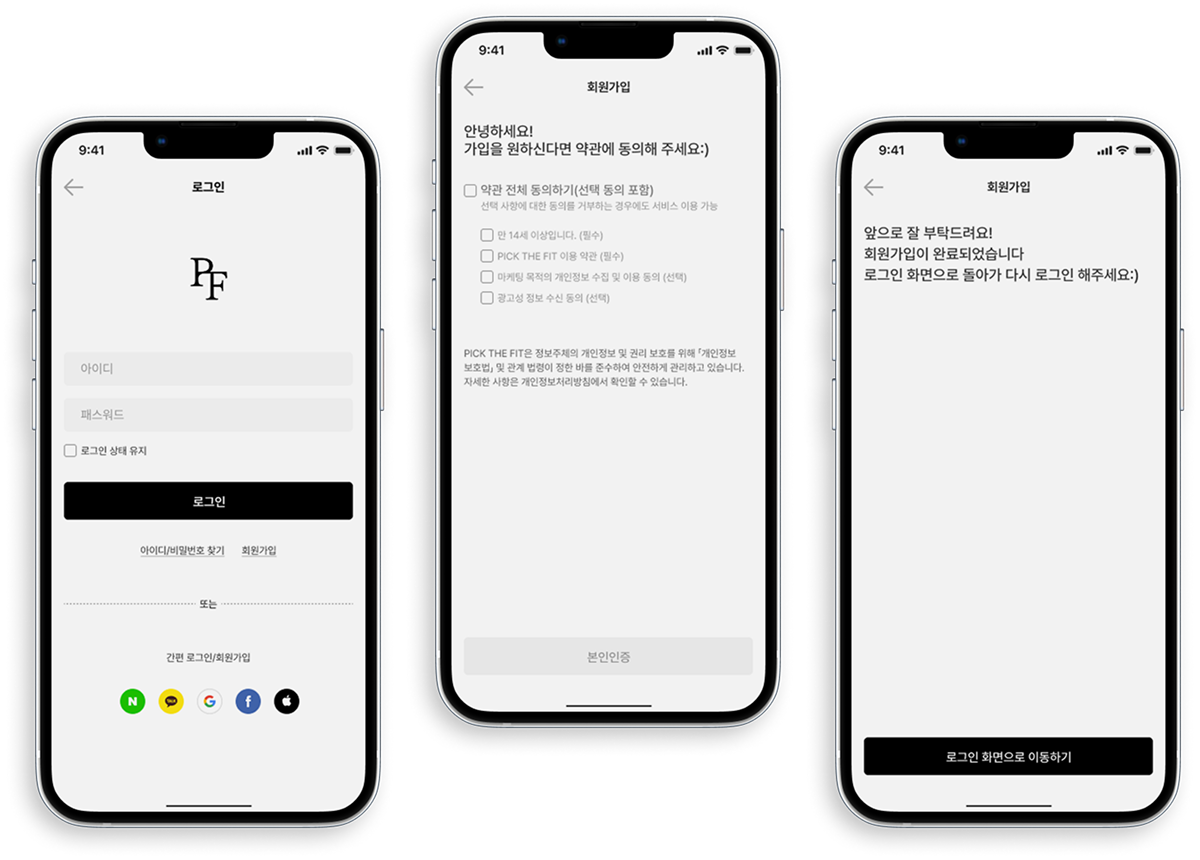 9:41
로그인
PF
아이디
패스워드
로그인 상태 유지
로그인
아이디/비밀번호 찾기 회원가입
또는
간편 로그인/회원가입
N TALK G f
9:41
회원가입
안녕하세요!
가입을 원하신다면 약관에 동의해 주세요:)
약관 전체 동의하기(선택 동의 포함)
선택 사항에 대한 동의를 거부하는 경우에도 서비스 이용 가능
만 14세 이상입니다. (필수)
PICK THE FIT 이용 약관 (필수)
마케팅 목적의 개인정보 수집 및 이용 동의 (선택)
광고성 정보 수신 동의 (선택)
PICK THE FIT은 정보주체의 개인정보 및 권리 보호를 위해 「개인정보
보호법」 및 관계 법령이 정한 바를 준수하여 안전하게 관리하고 있습니다.
자세한 사항은 개인정보처리방침에서 확인할 수 있습니다.
본인인증
9:41
회원가입
앞으로 잘 부탁드려요!
회원가입이 완료되었습니다
로그인 화면으로 돌아가 다시 로그인 해주세요:)
로그인 화면으로 이동하기